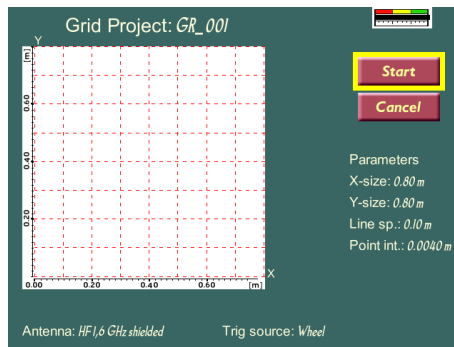 Grid Project: GR_001
Y
[m]
0.60
0.40
0.20
0.00 0.20 0.40 0.60 [m]
X
Start
Cancel
Parameters
X-size: 0.80 m
Y-size: 0.80 m
Line sp.: 0.10 m
Point int.: 0.0040 m
Antenna: HF1,6 GHz shielded
Trig source: Wheel